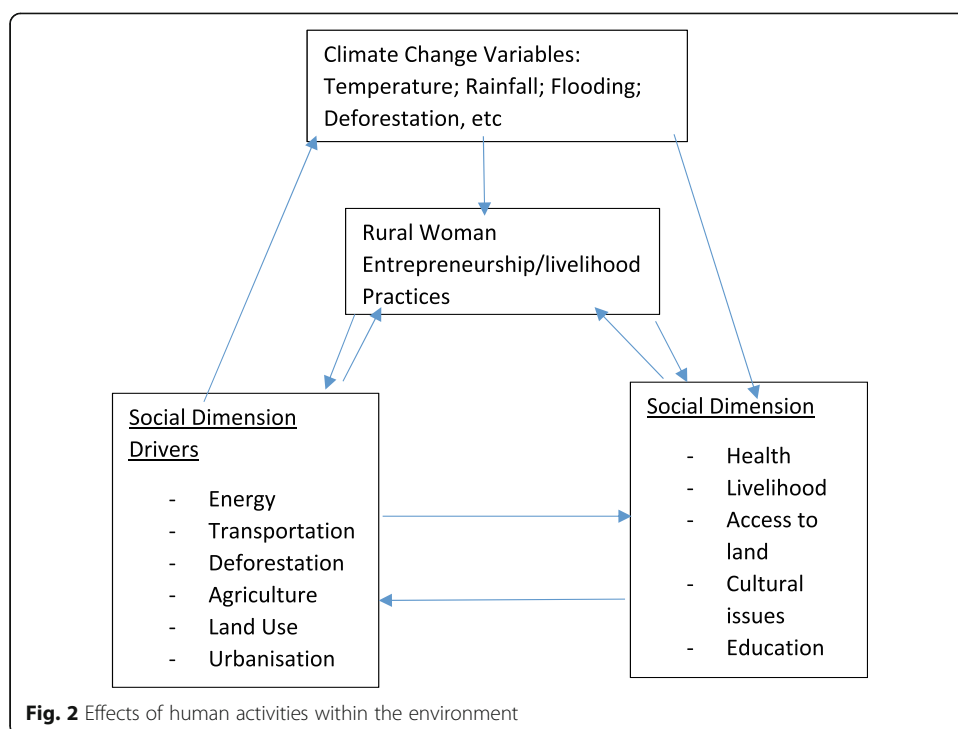 Climate Change Variables:
Temperature; Rainfall; Flooding;
Deforestation, etc
Rural Woman
Entrepreneurship/livelihood
Practices
Social Dimension
Drivers
- Energy
- Transportation
- Deforestation
- Agriculture
- Land Use
- Urbanisation
Social Dimension
- Health
- Livelihood
- Access to
land
- Cultural
issues
- Education
Fig. 2 Effects of human activities within the environment